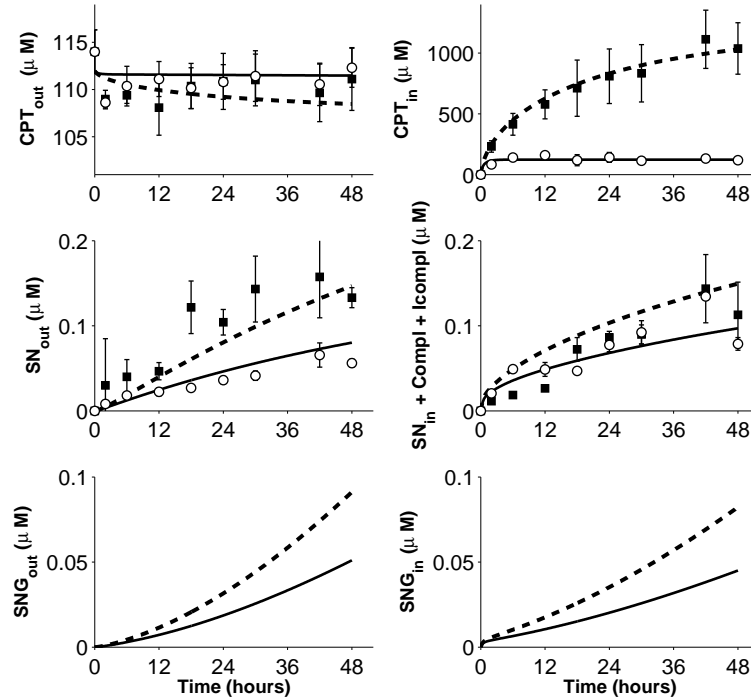 115
110
105
CPT_out (μ M)
0 12 24 36 48
1000
500
0
CPT_in (μ M)
0 12 24 36 48
0.2
0.1
0
SN_out (μ M)
0 12 24 36 48
0.2
0.1
0
SN_in + Compl + Icompl (μ M)
0 12 24 36 48
0.1
0.05
0
SNG_out (μ M)
0 12 24 36 48
Time (hours)
0.1
0.05
0
SNG_in (μ M)
0 12 24 36 48
Time (hours)